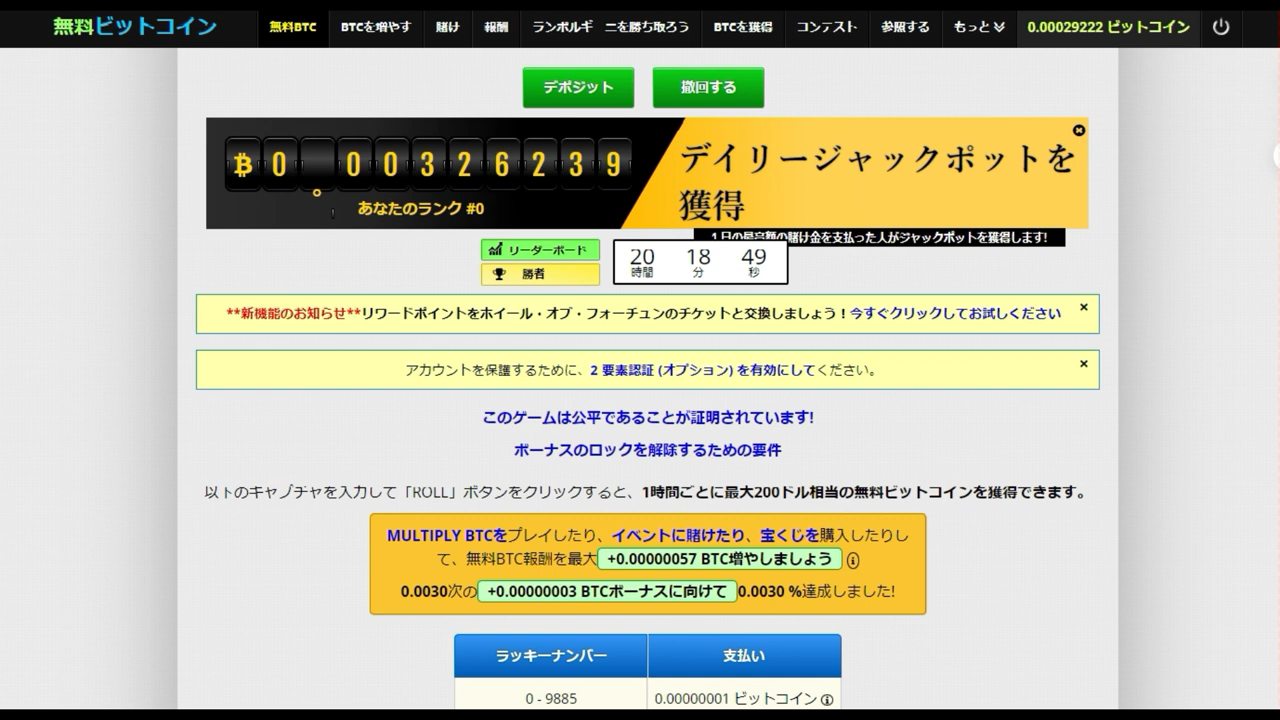 無料ビットコイン
無料BTC
BTCを増やす
賭け
報酬
ランボルギーニを勝ち取ろう
BTCを獲得
コンテスト
参照する
もっと
0.00029222 ビットコイン
デポジット
撤回する
0 00326239
あなたのランク #0
デイリージャックポットを
獲得
1日の最高額の賭け金を支払った人がジャックポットを獲得します!
リーダーボード
勝者
20 18 49
時間 分 秒
**新機能のお知らせ**リワードポイントをホイール・オブ・フォーチュンのチケットと交換しましょう！今すぐクリックしてお試しください
アカウントを保護するために、2 要素認証 (オプション) を有効にしてください。
このゲームは公平であることが証明されています!
ボーナスのロックを解除するための要件
以下のキャプチャを入力して「ROLL」ボタンをクリックすると、1時間ごとに最大200ドル相当の無料ビットコインを獲得できます。
MULTIPLY BTCをプレイしたり、イベントに賭けたり、宝くじを購入したりし
て、無料BTC報酬を最大 +0.00000057 BTC増やしましょう
0.0030次の +0.00000003 BTCボーナスに向けて 0.0030 %達成しました!
ラッキーナンバー 支払い
0 - 9885 0.00000001 ビットコイン